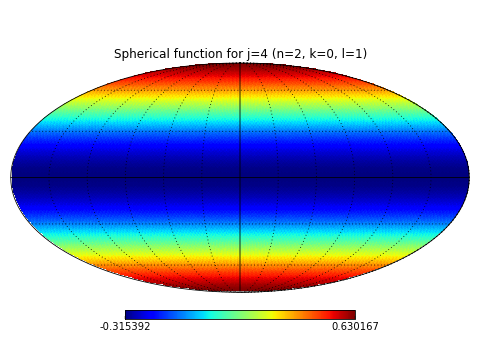 Spherical function for j=4 (n=2, k=0, l=1)
-0.315392 0.630167